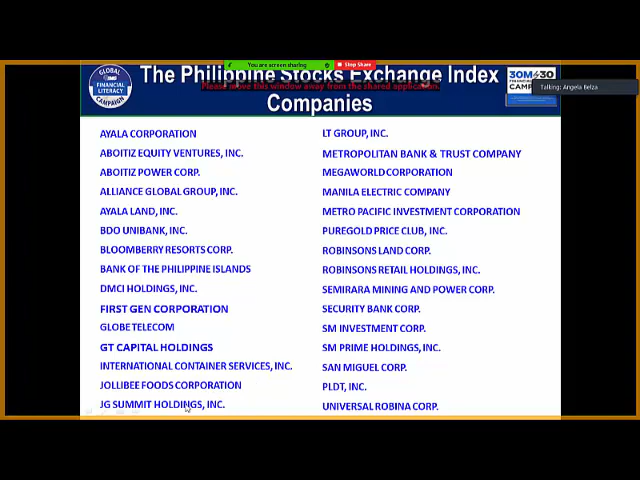 You are screen sharing
Stop Share
The Philippine Stocks Exchange Index
Please move this window away from the shared application.
Companies
GLOBAL
FINANCIAL
LITERACY
CAMPAIGN
30M 30
FINANCIAL
CAMP
Talking: Angela Belza
AYALA CORPORATION
ABOITIZ EQUITY VENTURES, INC.
ABOITIZ POWER CORP.
ALLIANCE GLOBAL GROUP, INC.
AYALA LAND, INC.
BDO UNIBANK, INC.
BLOOMBERRY RESORTS CORP.
BANK OF THE PHILIPPINE ISLANDS
DMCI HOLDINGS, INC.
FIRST GEN CORPORATION
GLOBE TELECOM
GT CAPITAL HOLDINGS
INTERNATIONAL CONTAINER SERVICES, INC.
JOLLIBEE FOODS CORPORATION
JG SUMMIT HOLDINGS, INC.
LT GROUP, INC.
METROPOLITAN BANK & TRUST COMPANY
MEGAWORLD CORPORATION
MANILA ELECTRIC COMPANY
METRO PACIFIC INVESTMENT CORPORATION
PUREGOLD PRICE CLUB, INC.
ROBINSONS LAND CORP.
ROBINSONS RETAIL HOLDINGS, INC.
SEMIRARA MINING AND POWER CORP.
SECURITY BANK CORP.
SM INVESTMENT CORP.
SM PRIME HOLDINGS, INC.
SAN MIGUEL CORP.
PLDT, INC.
UNIVERSAL ROBINA CORP.